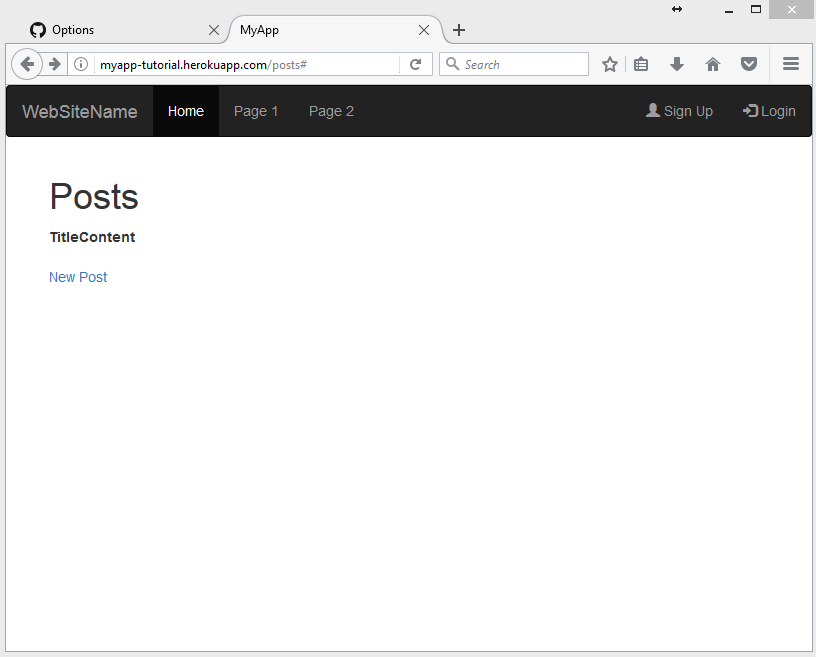 Options
MyApp
myapp-tutorial.herokuapp.com/posts#
Search
WebSiteName Home Page 1 Page 2 Sign Up Login
Posts
TitleContent
New Post